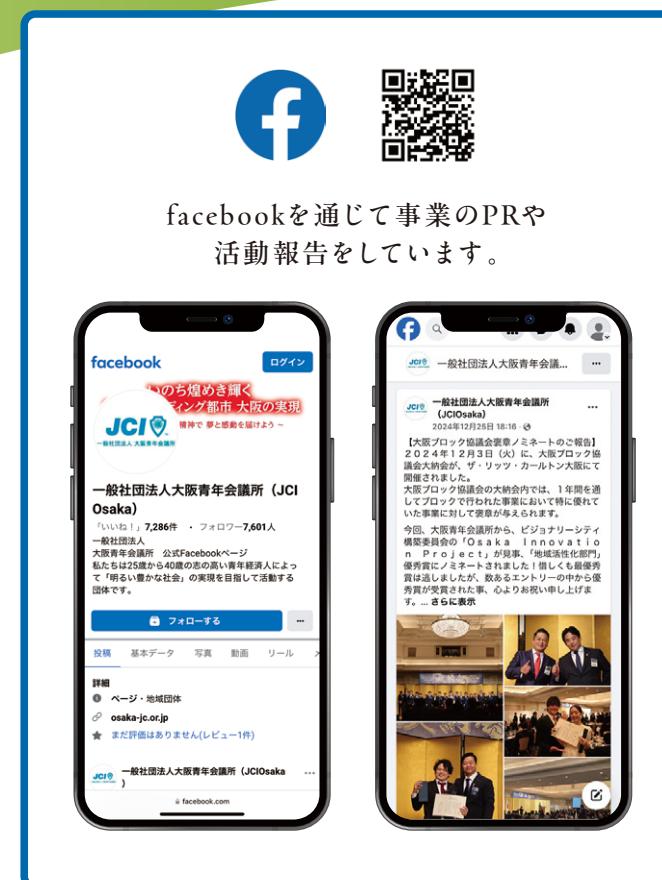 facebookを通じて事業のPRや
活動報告をしています。
facebook
ログイン
いのち煌めき輝く
ディング都市 大阪の実現
精神で 夢と感動を届けよう ~
JCI
一般社団法人 大阪青年会議所
一般社団法人大阪青年会議所（JCI
Osaka）
「いいね！」7,286件 ・ フォロワー7,601人
一般社団法人
大阪青年会議所　公式Facebookページ
私たちは25歳から40歳の志の高い青年経済人によっ
て「明るい豊かな社会」の実現を目指して活動する
団体です。
フォローする
...
投稿 基本データ 写真 動画 リール
詳細
ページ・地域団体
osaka-jc.or.jp
まだ評価はありません(レビュー1件)
JCI
一般社団法人大阪青年会議所（JCIOsaka
） ...
facebook.com
JCI
一般社団法人大阪青年会議... ...
JCI
一般社団法人大阪青年会議所
（JCIOsaka） ...
2024年12月25日 18:16 ·
【大阪ブロック協議会褒章ノミネートのご報告】
２０２４年１２月３日（火）に、大阪ブロック協
議会大納会が、ザ・リッツ・カールトン大阪にて
開催されました。
大阪ブロック協議会の大納会内では、１年間を通
してブロックで行われた事業において特に優れて
いた事業に対して褒章が与えられます。
今回、大阪青年会議所から、ビジョナリーシティ
構築委員会の「Ｏｓａｋａ　Ｉｎｎｏｖａｔｉｏ
ｎ　Ｐｒｏｊｅｃｔ」が見事、「地域活性化部門」
優秀賞にノミネートされました！惜しくも最優秀
賞は逃しましたが、数あるエントリーの中から優
秀賞が受賞された事、心よりお祝い申し上げま
す。... さらに表示